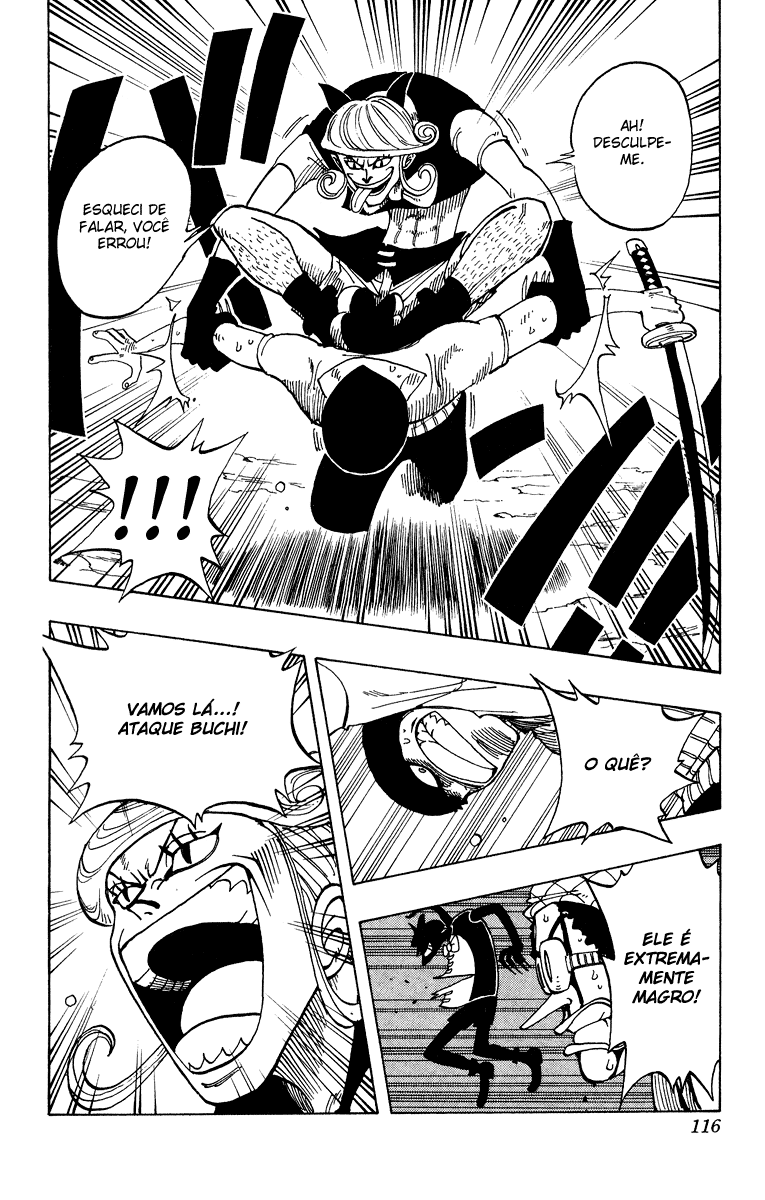 AH!
DESCULPE-
ME.
ESQUECI DE
FALAR, VOCÊ
ERROU!
!!!
O QUÊ?
VAMOS LÁ...!
ATAQUE BUCHI!
ELE É
EXTREMA-
MENTE
MAGRO!
116